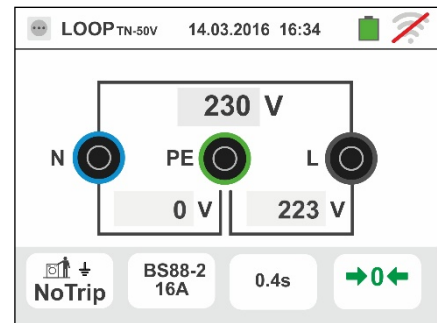 LOOP TN-50V 14.03.2016 16:34
230 V
N PE L
0 V 223 V
NoTrip
BS88-2
16A
0.4s
0